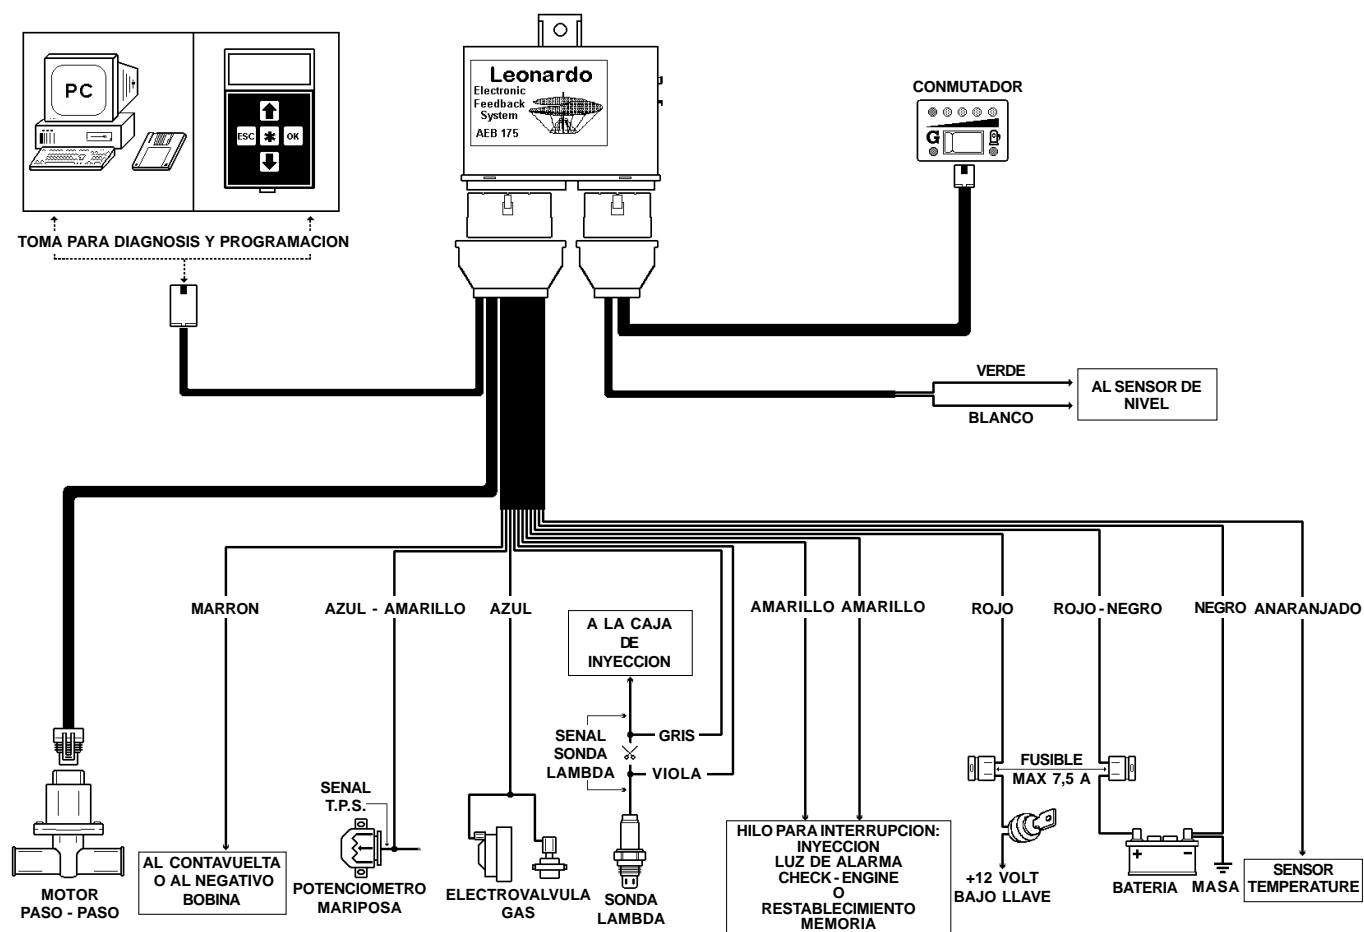 PC
ESC
*
OK
TOMA PARA DIAGNOSIS Y PROGRAMACION
Leonardo
Electronic
Feedback
System
AEB 175
CONMUTADOR
G
VERDE
BLANCO
AL SENSOR DE
NIVEL
MARRON
AZUL - AMARILLO
AZUL
A LA CAJA
DE
INYECCION
AMARILLO
AMARILLO
ROJO
ROJO - NEGRO
NEGRO
ANARANJADO
SENAL
SONDA
LAMBDA
GRIS
VIOLA
FUSIBLE
MAX 7,5 A
SENAL
T.P.S.
MOTOR
PASO - PASO
AL CONTAVUELTA
O AL NEGATIVO
BOBINA
POTENCIOMETRO
MARIPOSA
ELECTROVALVULA
GAS
SONDA
LAMBDA
HILO PARA INTERRUPCION:
INYECCION
LUZ DE ALARMA
CHECK - ENGINE
O
RESTABLECIMIENTO
MEMORIA
+12 VOLT
BAJO LLAVE
+ -
BATERIA
MASA
SENSOR
TEMPERATURE